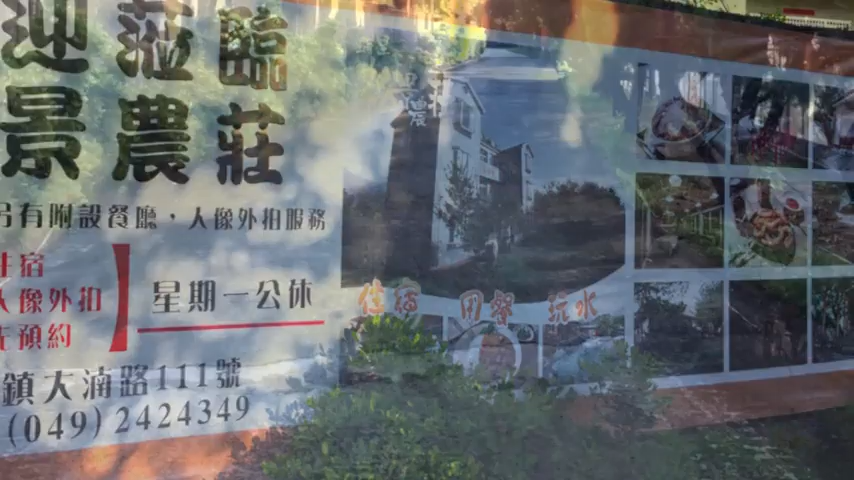 迎蒞臨
景農莊
另有附設餐廳，人像外拍服務
住宿
人像外拍
先預約
星期一公休
鎮大湳路111號
(049)2424349
住宿 用餐 玩水